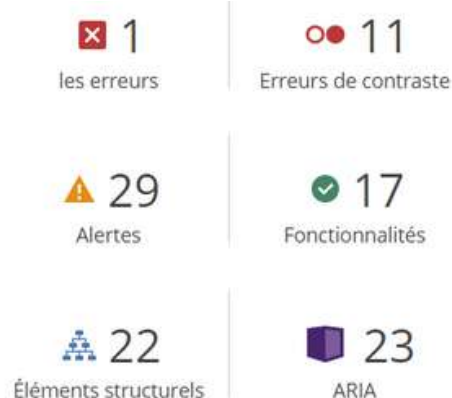 1
les erreurs
11
Erreurs de contraste
29
Alertes
17
Fonctionnalités
22
Éléments structurels
23
ARIA